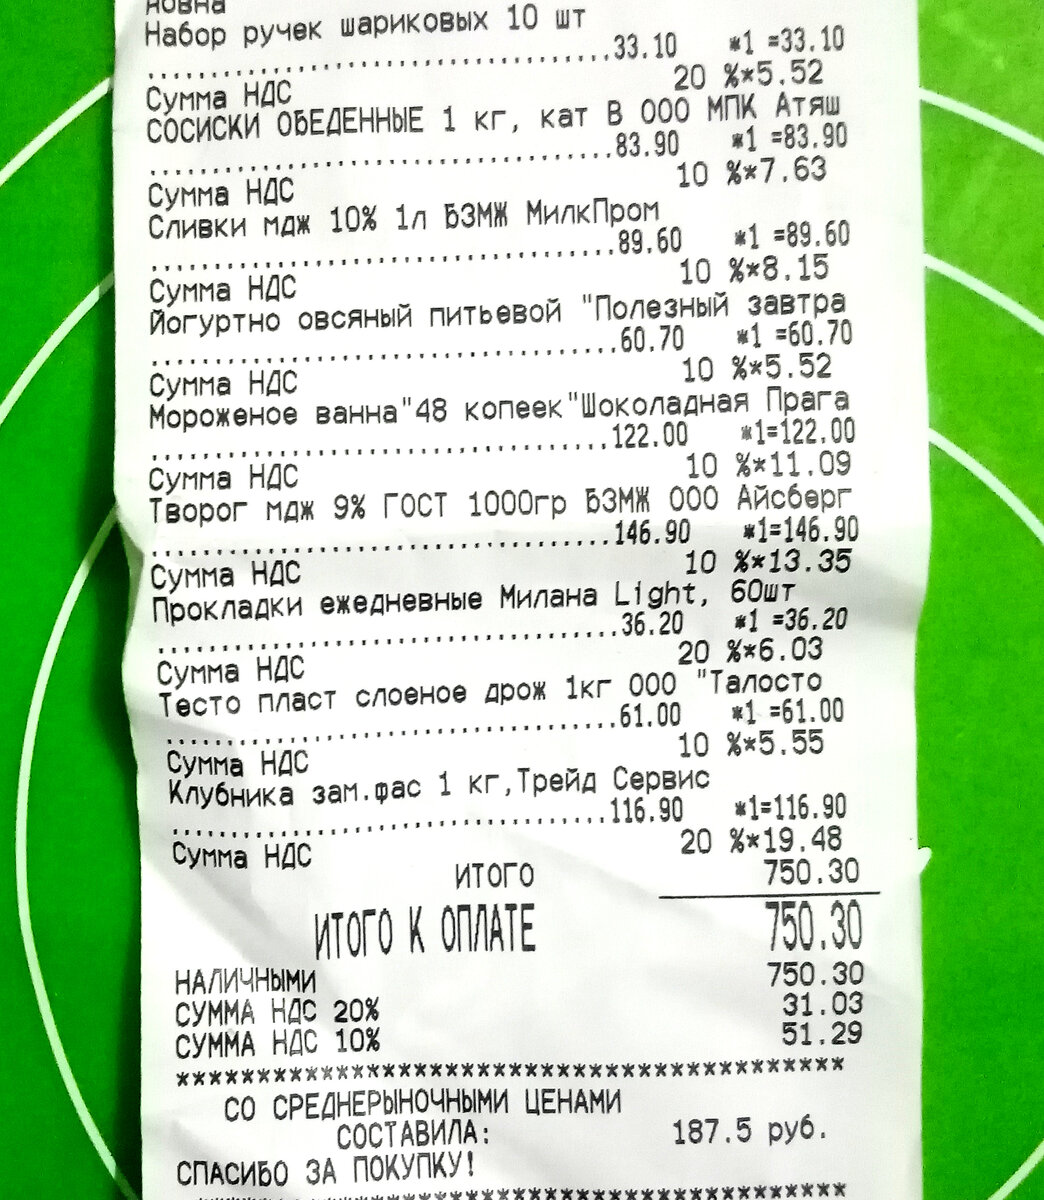 новна
Набор ручек шариковых 10 шт
........................................33.10 *1 =33.10
Сумма НДС 20 %*5.52
СОСИСКИ ОБЕДЕННЫЕ 1 кг, кат В ООО МПК Атяш
........................................83.90 *1 =83.90
Сумма НДС 10 %*7.63
Сливки мдж 10% 1л БЗМЖ МилкПром
........................................89.60 *1 =89.60
Сумма НДС 10 %*8.15
Йогуртно овсяный питьевой "Полезный завтра
........................................60.70 *1 =60.70
Сумма НДС 10 %*5.52
Мороженое ванна"48 копеек"Шоколадная Прага
.......................................122.00 *1=122.00
Сумма НДС 10 %*11.09
Творог мдж 9% ГОСТ 1000гр БЗМЖ ООО Айсберг
.......................................146.90 *1=146.90
Сумма НДС 10 %*13.35
Прокладки ежедневные Милана Light, 60шт
........................................36.20 *1 =36.20
Сумма НДС 20 %*6.03
Тесто пласт слоеное дрож 1кг ООО "Талосто
........................................61.00 *1 =61.00
Сумма НДС 10 %*5.55
Клубника зам.фас 1 кг,Трейд Сервис
.......................................116.90 *1=116.90
Сумма НДС 20 %*19.48
ИТОГО 750.30
ИТОГО К ОПЛАТЕ 750.30
НАЛИЧНЫМИ 750.30
СУММА НДС 20% 31.03
СУММА НДС 10% 51.29
******************************************
СО СРЕДНЕРЫНОЧНЫМИ ЦЕНАМИ
СОСТАВИЛА: 187.5 руб.
СПАСИБО ЗА ПОКУПКУ!
******************************************